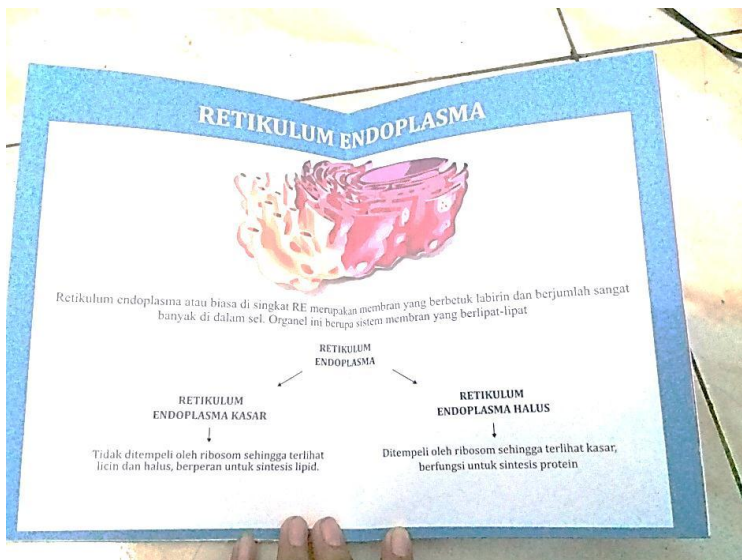 RETIKULUM ENDOPLASMA
Retikulum endoplasma atau biasa di singkat RE merupakan membran yang berbetuk labirin dan berjumlah sangat
banyak di dalam sel. Organel ini berupa sistem membran yang berlipat-lipat
RETIKULUM
ENDOPLASMA
RETIKULUM
ENDOPLASMA KASAR
Tidak ditempeli oleh ribosom sehingga terlihat
licin dan halus, berperan untuk sintesis lipid.
RETIKULUM
ENDOPLASMA HALUS
Ditempeli oleh ribosom sehingga terlihat kasar,
berfungsi untuk sintesis protein